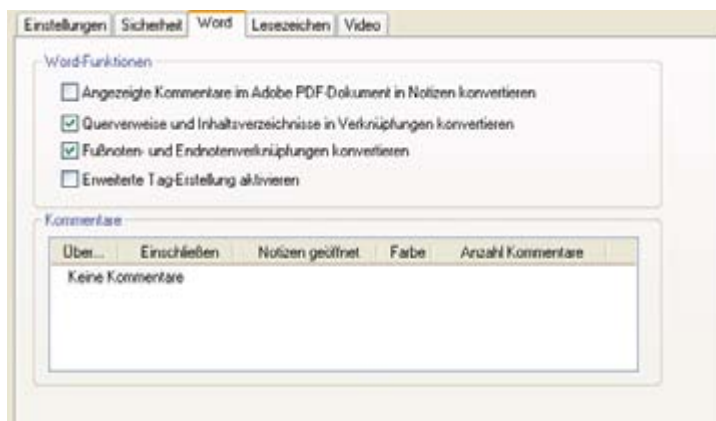 Einstellungen Sicherheit Word Lesezeichen Video
Word-Funktionen
Angezeigte Kommentare im Adobe PDF-Dokument in Notizen konvertieren
Querverweise und Inhaltsverzeichnisse in Verknüpfungen konvertieren
Fußnoten- und Endnotenverknüpfungen konvertieren
Erweiterte Tag-Erstellung aktivieren
Kommentare
Über... Einschließen Notizen geöffnet Farbe Anzahl Kommentare
Keine Kommentare